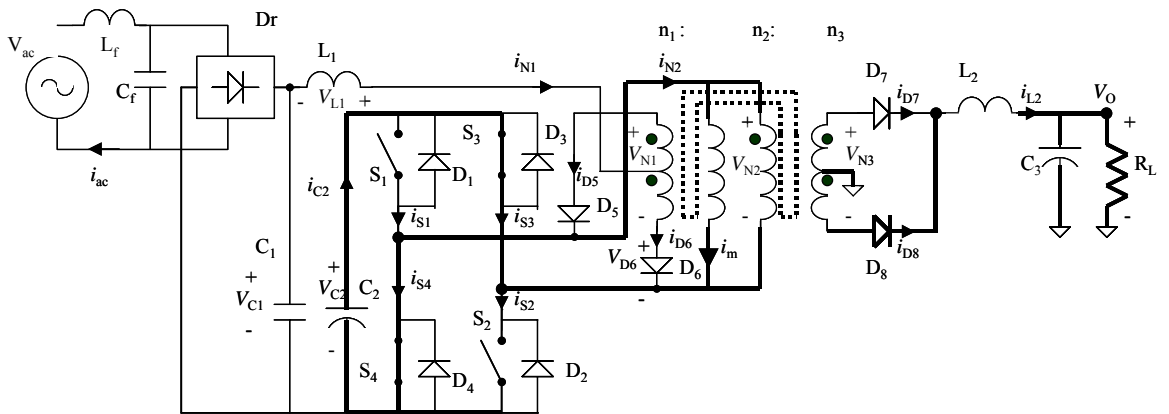 Dr
n1: n2: n3
Vac
Lf
L1
iN1
iN2
D7
L2
VO
Cf
- VL1 +
iD7
iL2
+
S3
D3
+
VN1
+
VN2
+
VN3
C3
RL
iac
iC2
S1
D1
iD5
D5
iS1
iS3
-
-
-
-
iD6
VD6
+
D6
im
D8
iD8
C1
+
VC1
-
+
VC2
-
C2
iS4
iS2
-
S2
S4
D4
D2